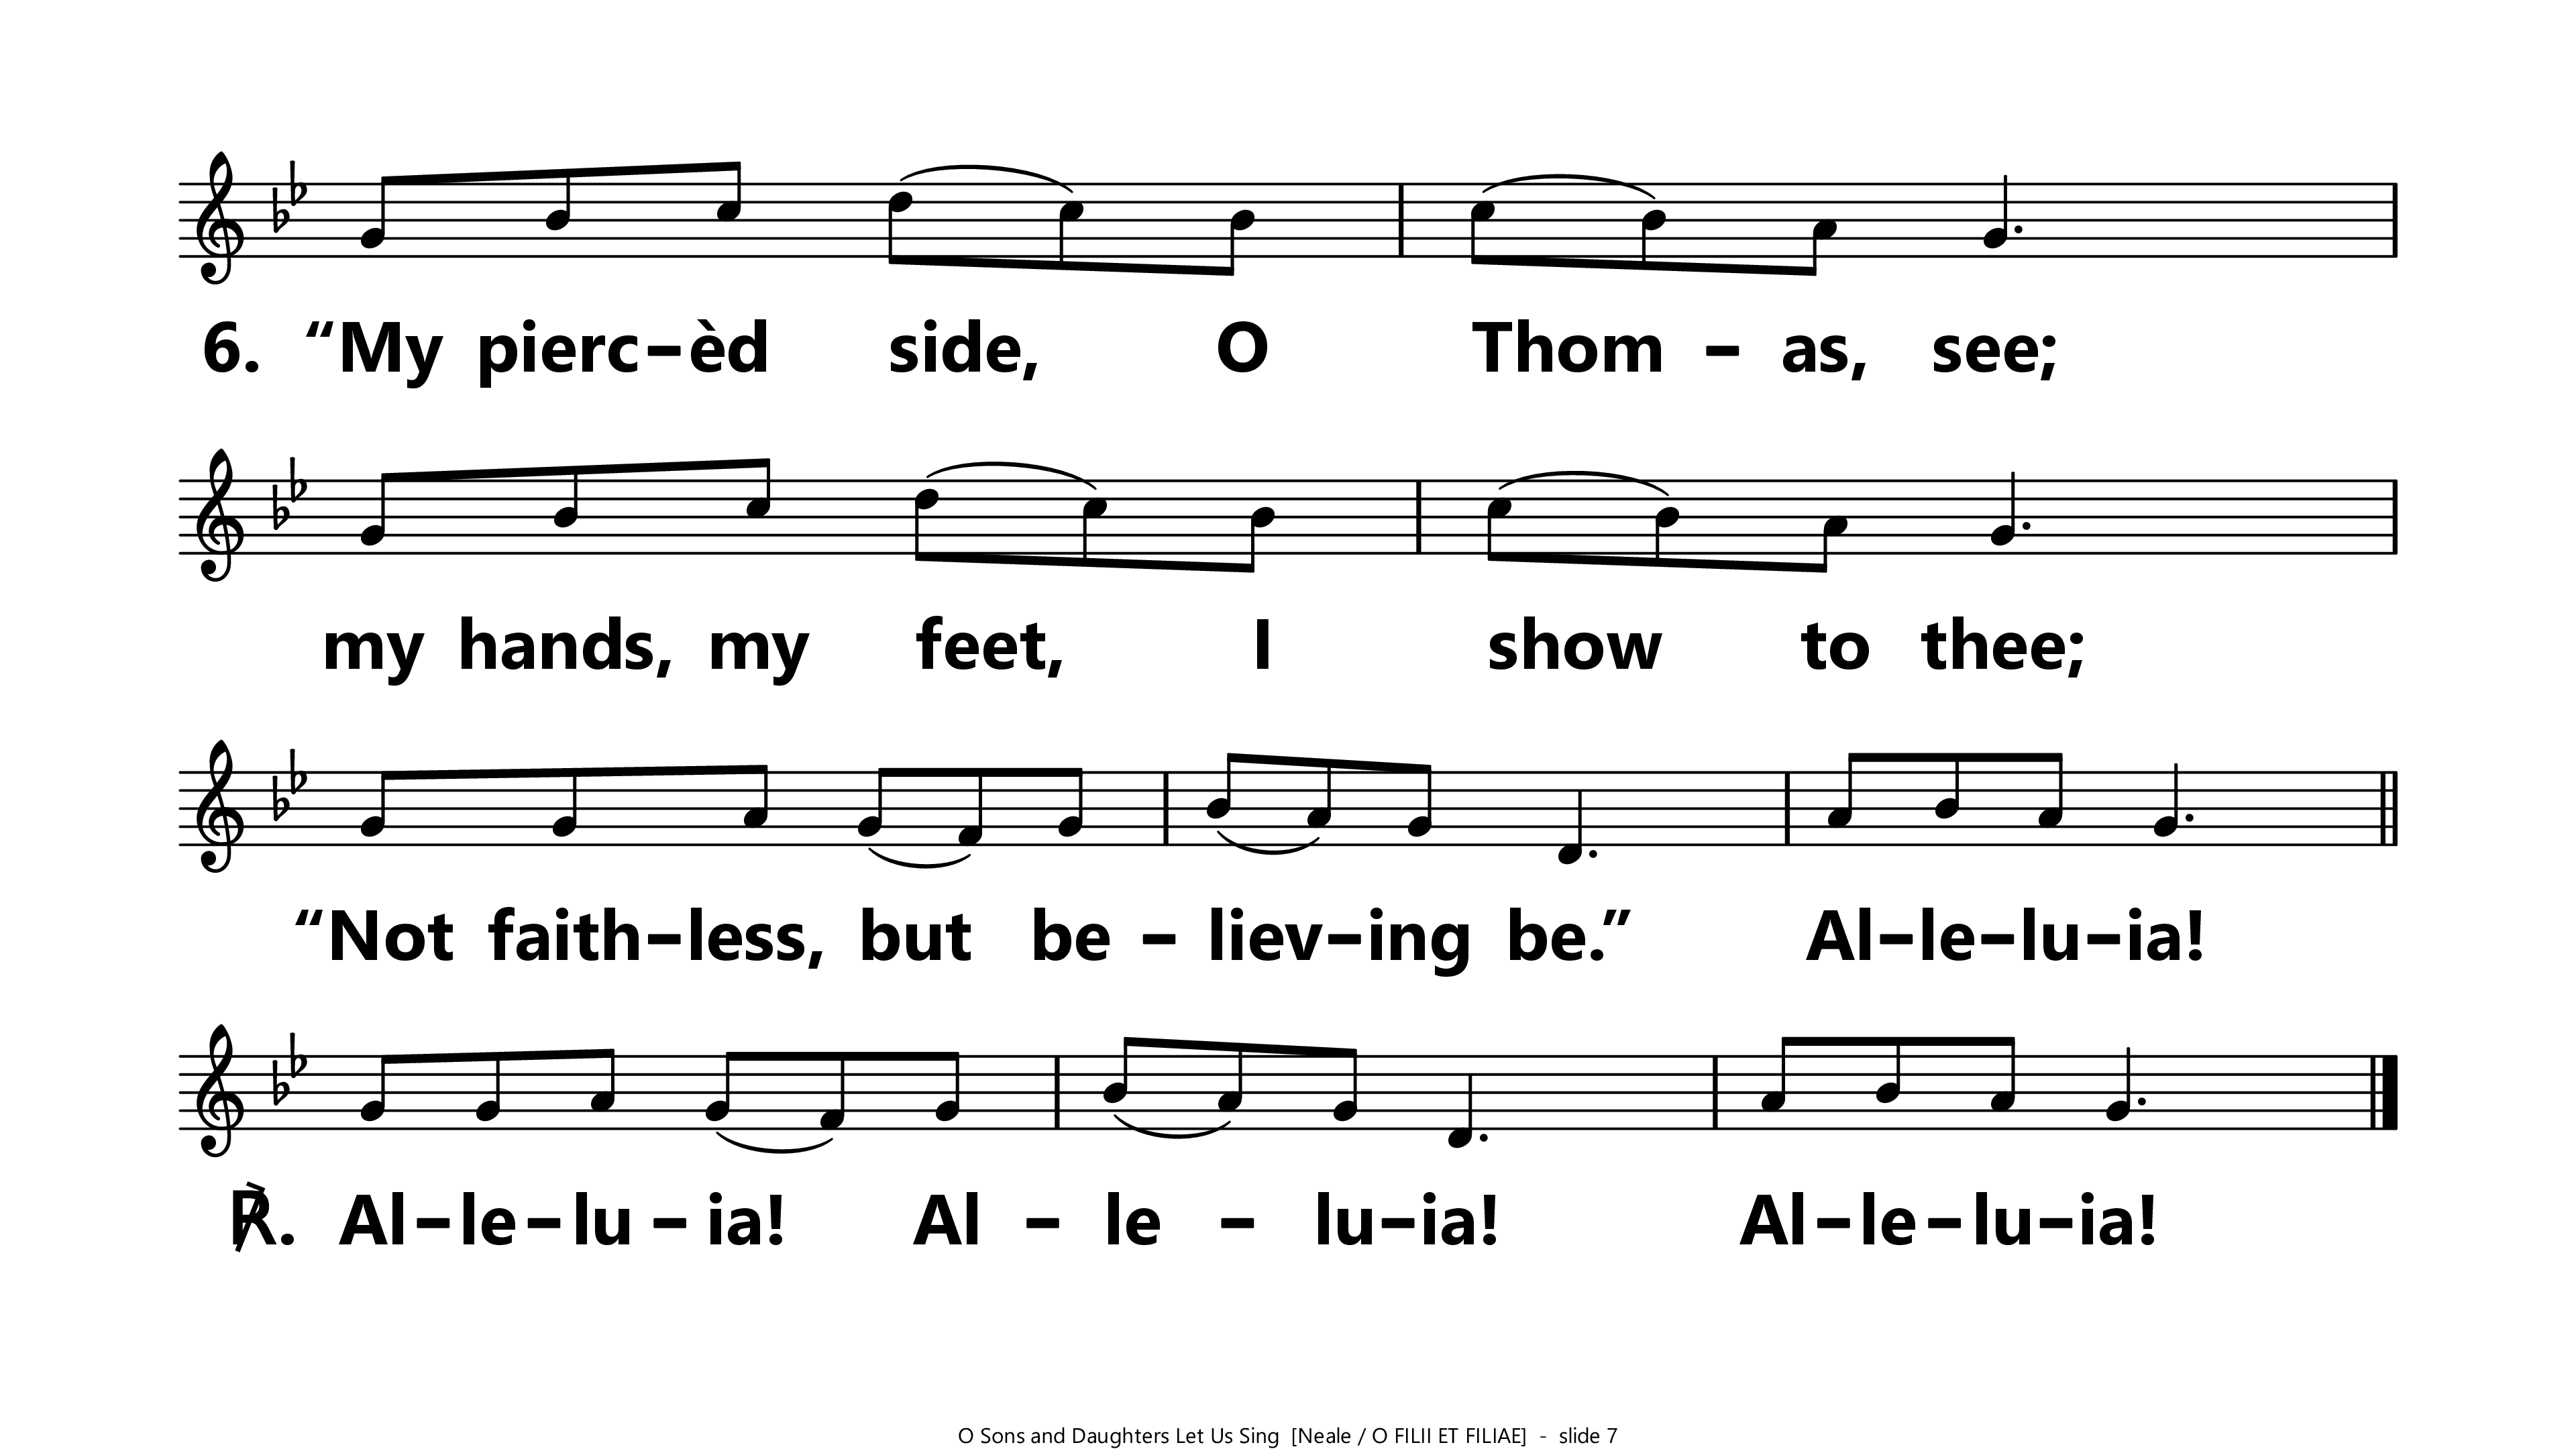 6. “My pierc–èd side, O Thom – as, see;
my hands, my feet, I show to thee;
“Not faith–less, but be – liev–ing be.” Al–le–lu–ia!
℟. Al–le–lu – ia! Al – le – lu–ia! Al–le–lu–ia!
O Sons and Daughters Let Us Sing [Neale / O FILII ET FILIAE] - slide 7